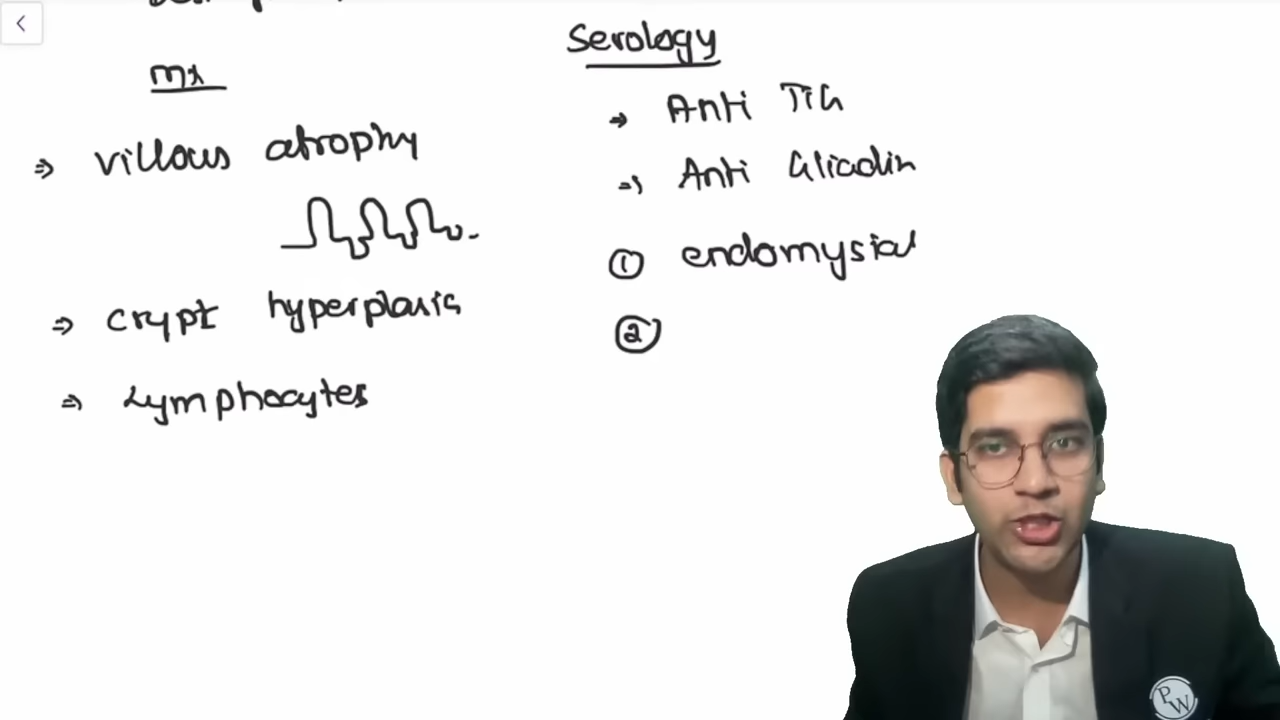 mx
⇒ villous atrophy
⇒ crypt hyperplasia
⇒ Lymphocytes
Serology
→ Anti TTG
⇒ Anti Gliadin
① endomysial
②
PW